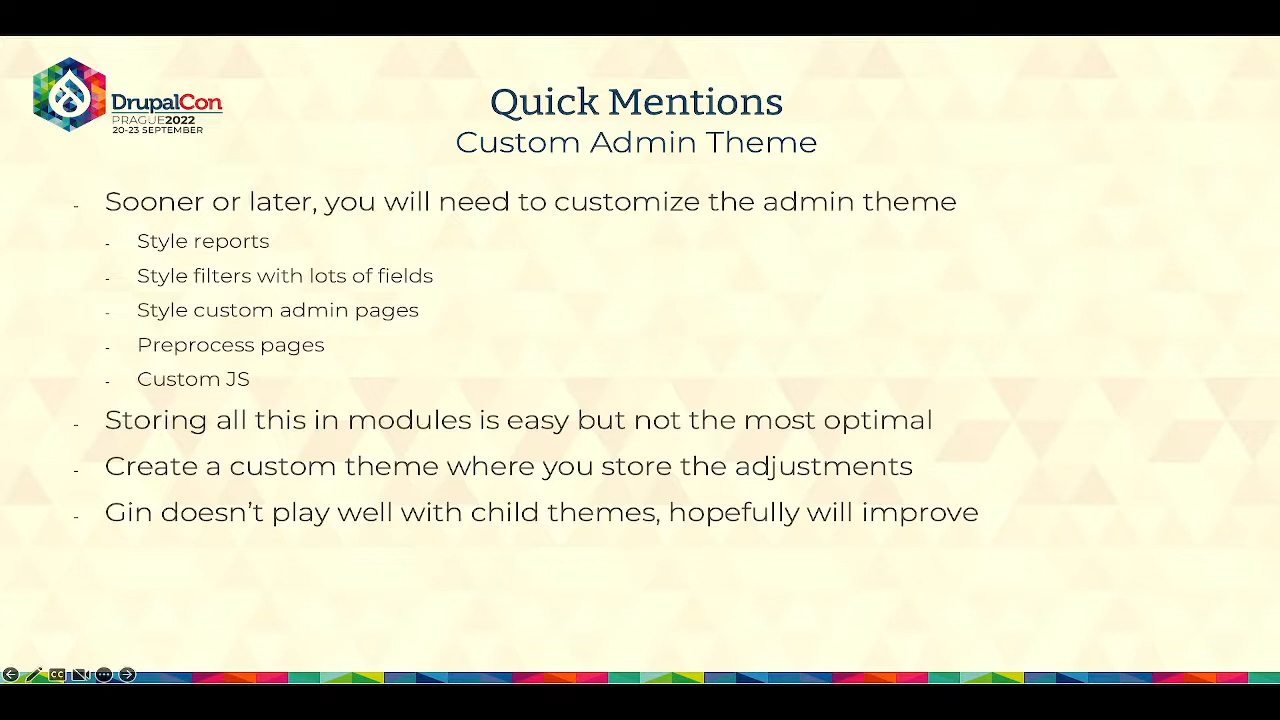 DrupalCon
PRAGUE2022
20-23 SEPTEMBER
Quick Mentions
Custom Admin Theme
- Sooner or later, you will need to customize the admin theme
- Style reports
- Style filters with lots of fields
- Style custom admin pages
- Preprocess pages
- Custom JS
- Storing all this in modules is easy but not the most optimal
- Create a custom theme where you store the adjustments
- Gin doesn’t play well with child themes, hopefully will improve
CC